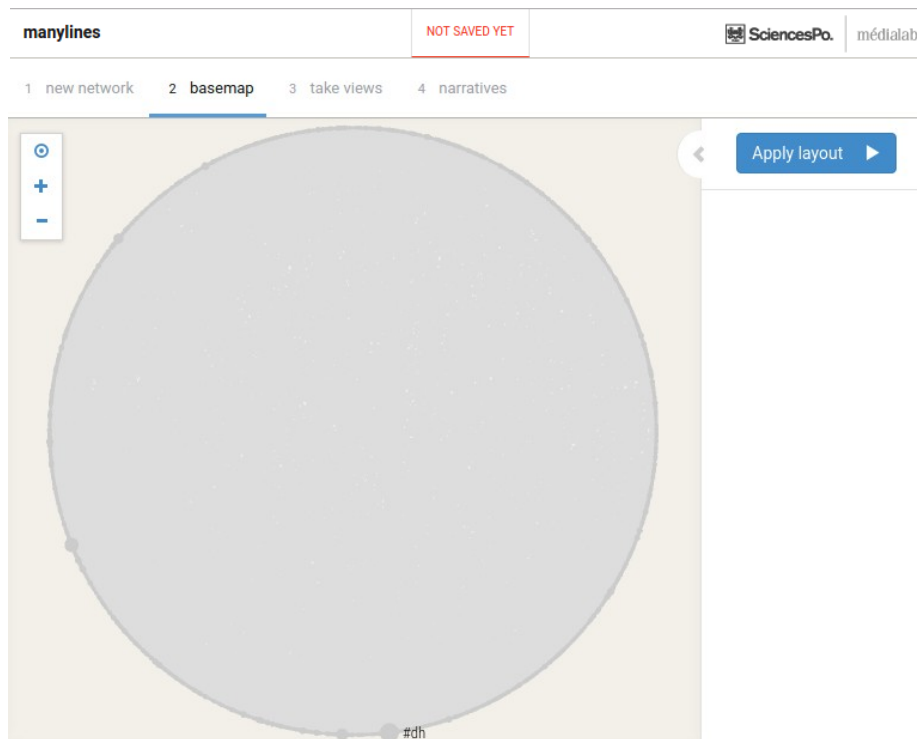 manylines
NOT SAVED YET
SciencesPo.
médialab
1 new network
2 basemap
3 take views
4 narratives
Apply layout
#dh